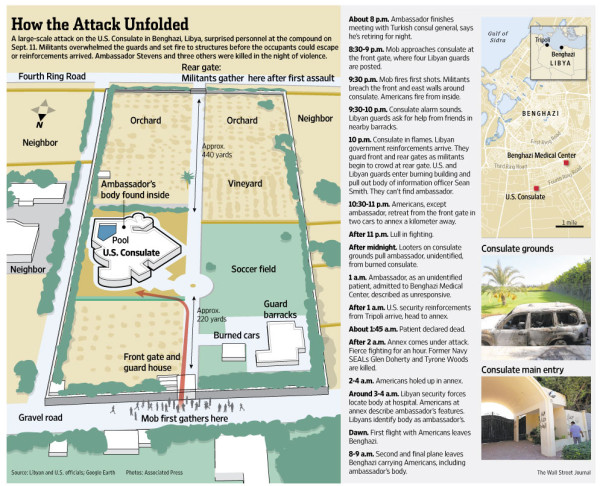 How the Attack Unfolded
A large-scale attack on the U.S. Consulate in Benghazi, Libya, surprised personnel at the compound on
Sept. 11. Militants overwhelmed the guards and set fire to structures before the occupants could escape
or reinforcements arrived. Ambassador Stevens and three others were killed in the night of violence.
Fourth Ring Road
Rear gate:
Militants gather here after first assault
N
Neighbor
Orchard
Orchard
Neighbor
Approx.
440 yards
Ambassador's
body found inside
Vineyard
Pool
U.S. Consulate
Neighbor
Soccer field
Approx.
220 yards
Guard
barracks
Burned cars
Front gate and
guard house
Gravel road
Mob first gathers here
Source: Libyan and U.S. officials; Google Earth
Photos: Associated Press
About 8 p.m. Ambassador finishes
meeting with Turkish consul general, says
he's retiring for night.
8:30-9 p.m. Mob approaches consulate at
the front gate, where four Libyan guards
are posted.
9:30 p.m. Mob fires first shots. Militants
breach the front and east walls around
consulate. Americans fire from inside.
9:30-10 p.m. Consulate alarm sounds.
Libyan guards ask for help from friends in
nearby barracks.
10 p.m. Consulate in flames. Libyan
government reinforcements arrive. They
guard front and rear gates as militants
begin to crowd at rear gate. U.S. and
Libyan guards enter burning building and
pull out body of information officer Sean
Smith. They can't find ambassador.
10:30-11 p.m. Americans, except
ambassador, retreat from the front gate in
two cars to annex a kilometer away.
After 11 p.m. Lull in fighting.
After midnight. Looters on consulate
grounds pull ambassador, unidentified,
from burned consulate.
1 a.m. Ambassador, as an unidentified
patient, admitted to Benghazi Medical
Center, described as unresponsive.
After 1 a.m. U.S. security reinforcements
from Tripoli arrive, head to annex.
About 1:45 a.m. Patient declared dead.
After 2 a.m. Annex comes under attack.
Fierce fighting for an hour. Former Navy
SEALs Glen Doherty and Tyrone Woods
are killed.
2-4 a.m. Americans holed up in annex.
Around 3-4 a.m. Libyan security forces
locate body at hospital. Americans at
annex describe ambassador's features.
Libyans identify body as ambassador's.
Dawn. First flight with Americans leaves
Benghazi.
8-9 a.m. Second and final plane leaves
Benghazi carrying Americans, including
ambassador's body.
Gulf of
Sidra
Tripoli
Benghazi
LIBYA
BENGHAZI
Benghazi Medical Center
Third Ring Road
Fourth Ring Road
U.S. Consulate
1 mile
Consulate grounds
Consulate main entry
The Wall Street Journal